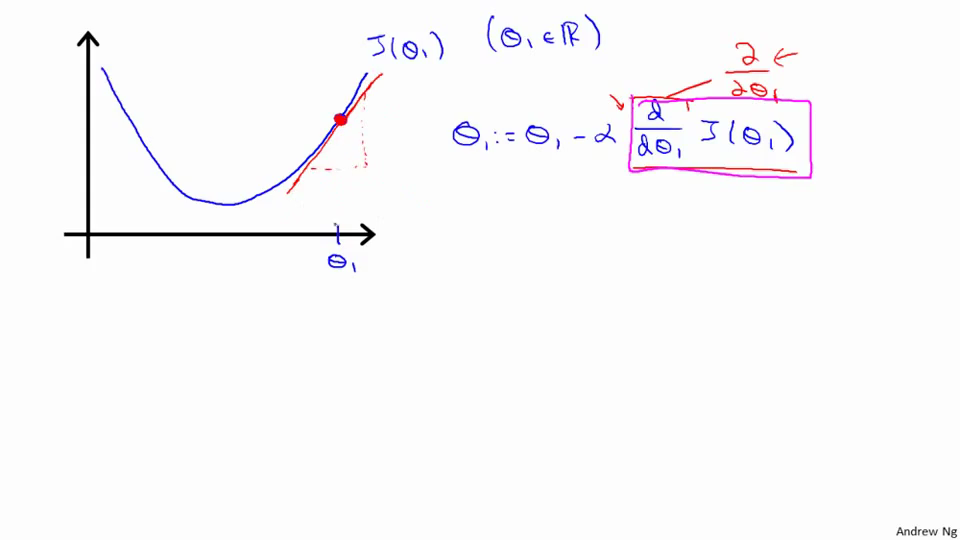 J(θ₁) (θ₁ ∈ ℝ)
∂/∂θ₁ ←
θ₁ := θ₁ - α d/dθ₁ J(θ₁)
θ₁
Andrew Ng